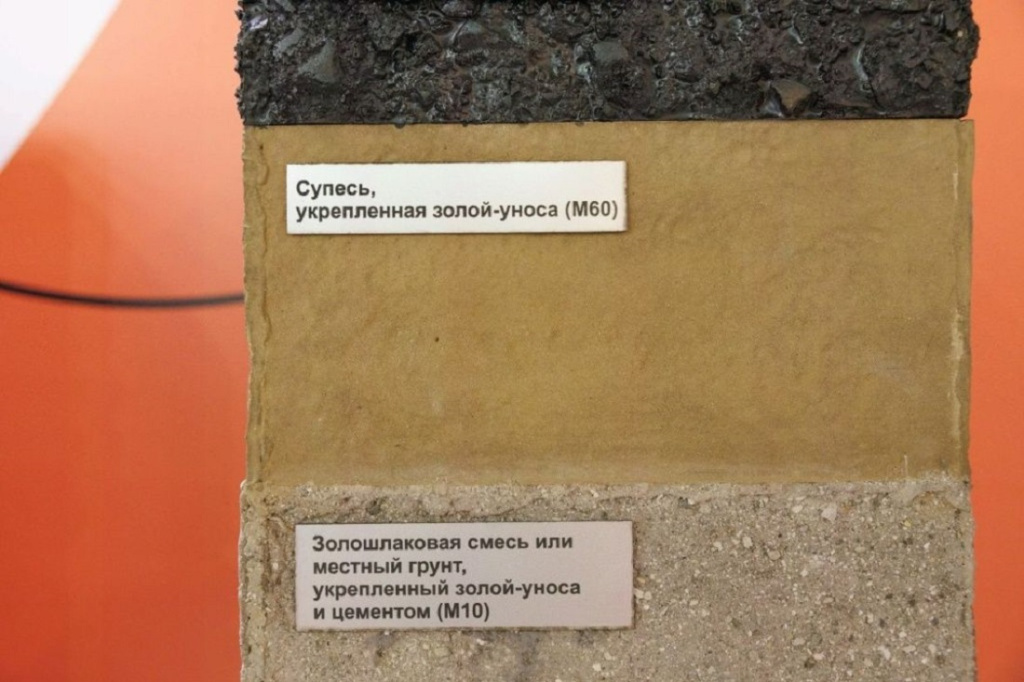 Супесь,
укрепленная золой-уноса (М60)
Золошлаковая смесь или
местный грунт,
укрепленный золой-уноса
и цементом (М10)